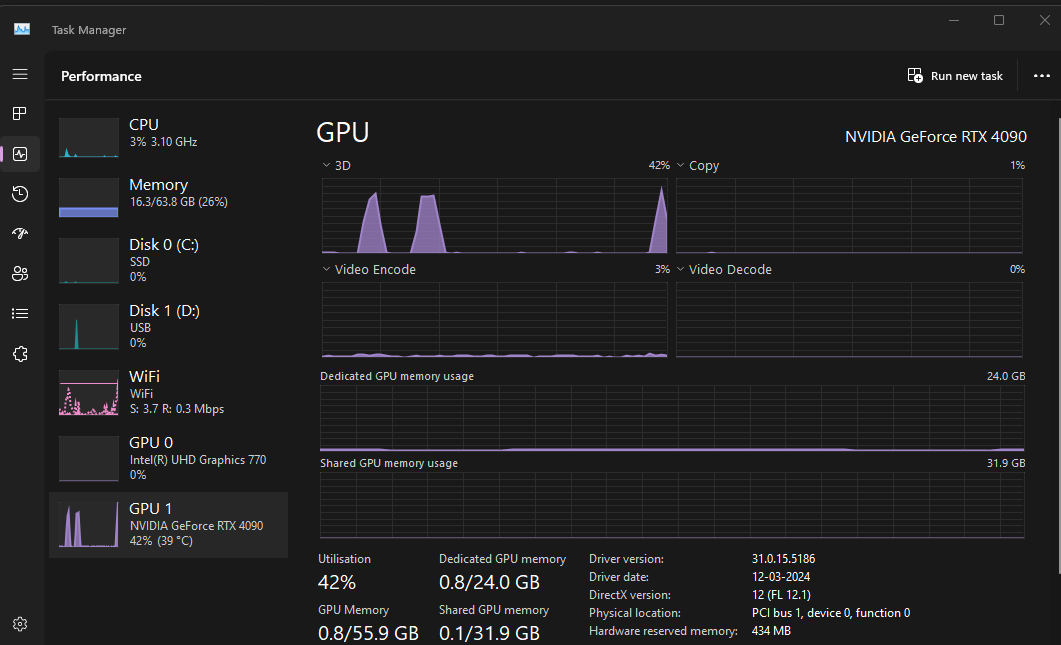 Task Manager
Performance
Run new task
CPU
3% 3.10 GHz
Memory
16.3/63.8 GB (26%)
Disk 0 (C:)
SSD
0%
Disk 1 (D:)
USB
0%
WiFi
WiFi
S: 3.7 R: 0.3 Mbps
GPU 0
Intel(R) UHD Graphics 770
0%
GPU 1
NVIDIA GeForce RTX 4090
42% (39 °C)
GPU
NVIDIA GeForce RTX 4090
3D 42%
Copy 1%
Video Encode 3%
Video Decode 0%
Dedicated GPU memory usage 24.0 GB
Shared GPU memory usage 31.9 GB
Utilisation
42%
Dedicated GPU memory
0.8/24.0 GB
GPU Memory
0.8/55.9 GB
Shared GPU memory
0.1/31.9 GB
Driver version: 31.0.15.5186
Driver date: 12-03-2024
DirectX version: 12 (FL 12.1)
Physical location: PCI bus 1, device 0, function 0
Hardware reserved memory: 434 MB